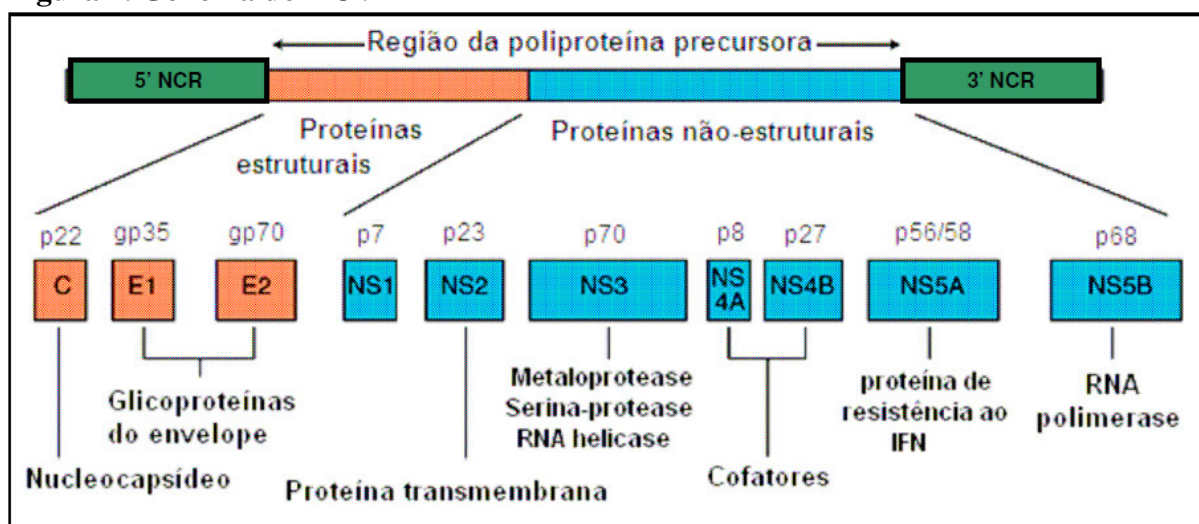 Região da poliproteína precursora
5' NCR
3' NCR
Proteínas
estruturais
Proteínas não-estruturais
p22 gp35 gp70 p7 p23 p70 p8 p27 p56/58 p68
C E1 E2 NS1 NS2 NS3 NS
4A NS4B NS5A NS5B
Glicoproteínas
do envelope
Nucleocapsídeo
Proteína transmembrana
Metaloprotease
Serina-protease
RNA helicase
Cofatores
proteína de
resistência ao
IFN
RNA
polimerase